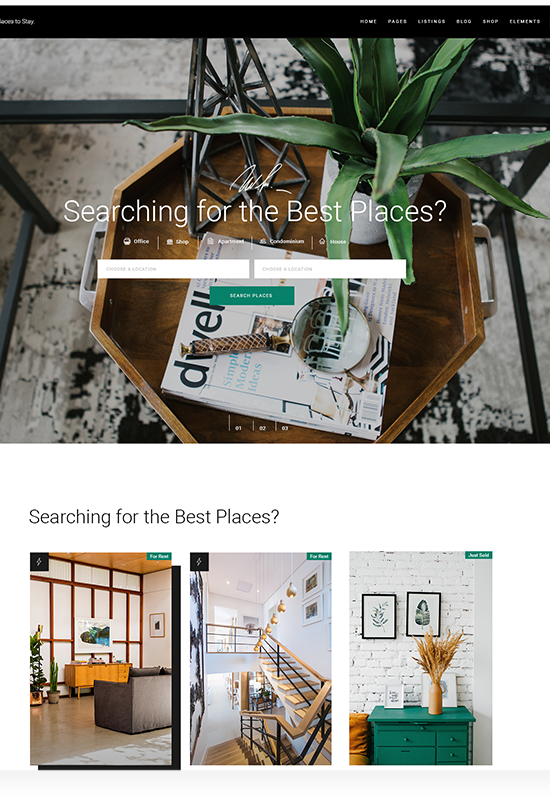 laces to Stay.
HOME PAGES LISTINGS BLOG SHOP ELEMENTS
Searching for the Best Places?
Office Shop Apartment Condominium House
CHOOSE A LOCATION CHOOSE A LOCATION
SEARCH PLACES
dwell
Simple
Modern
Ideas
01 02 03
Searching for the Best Places?
For Rent For Rent Just Sold